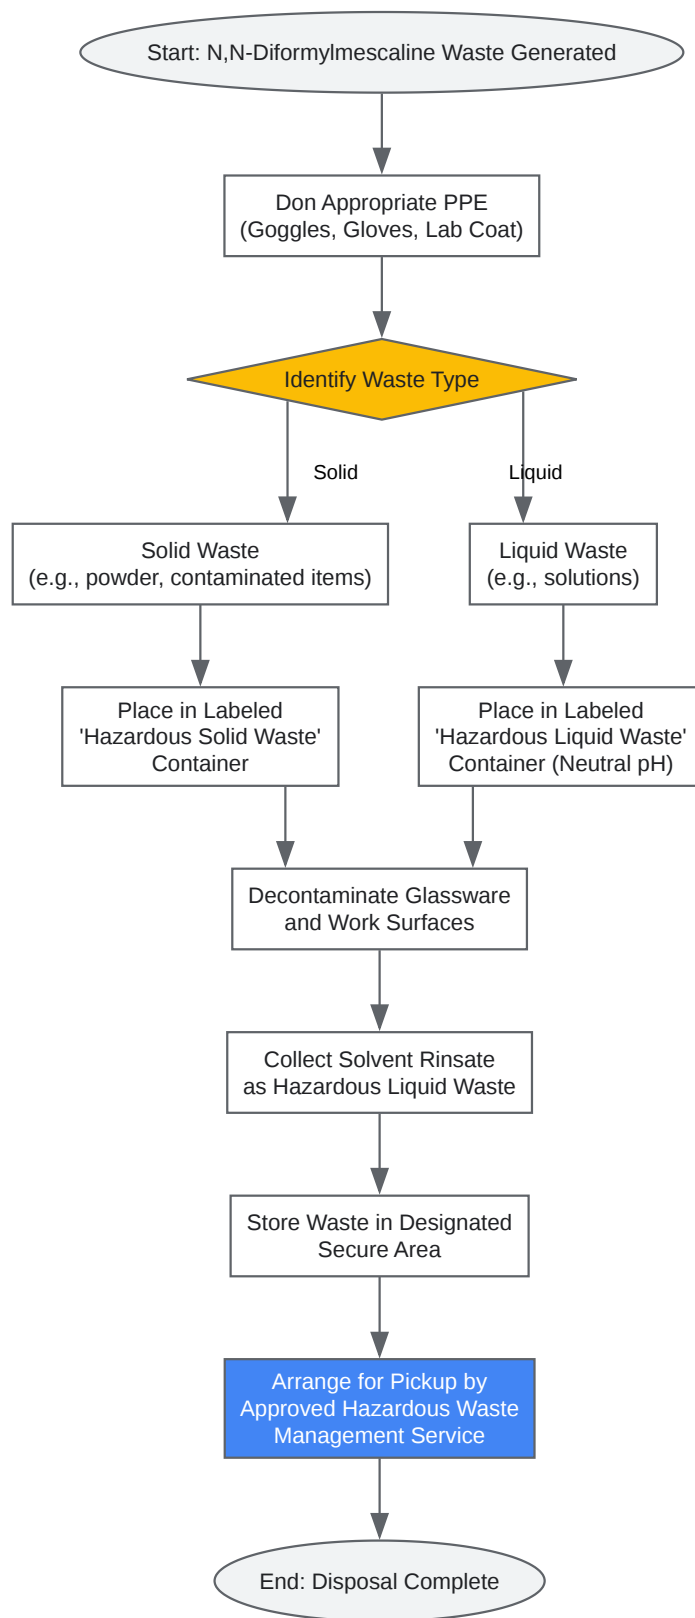 Start: N,N-Diformylmescaline Waste Generated
Don Appropriate PPE
(Goggles, Gloves, Lab Coat)
Identify Waste Type
Solid
Liquid
Solid Waste
(e.g., powder, contaminated items)
Liquid Waste
(e.g., solutions)
Place in Labeled
'Hazardous Solid Waste'
Container
Place in Labeled
'Hazardous Liquid Waste'
Container (Neutral pH)
Decontaminate Glassware
and Work Surfaces
Collect Solvent Rinsate
as Hazardous Liquid Waste
Store Waste in Designated
Secure Area
Arrange for Pickup by
Approved Hazardous Waste
Management Service
End: Disposal Complete